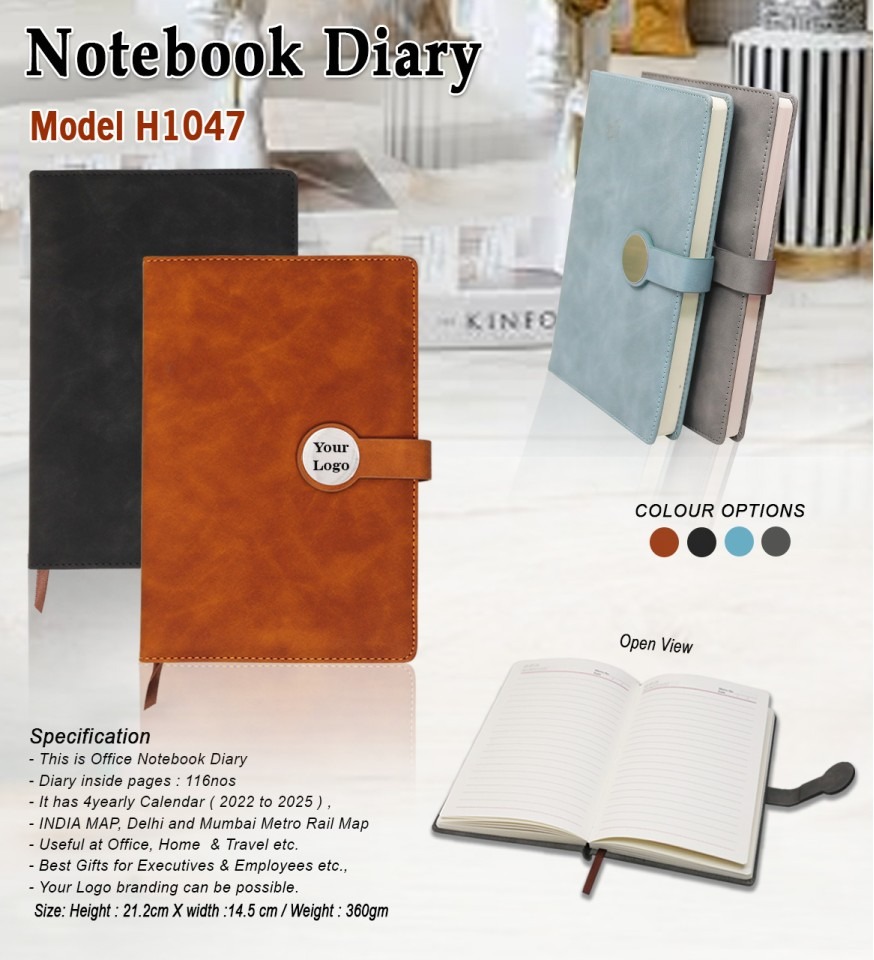 Notebook Diary
Model H1047
KINFO
Your
Logo
COLOUR OPTIONS
Open View
Specification
- This is Office Notebook Diary
- Diary inside pages : 116nos
- It has 4yearly Calendar ( 2022 to 2025 ) ,
- INDIA MAP, Delhi and Mumbai Metro Rail Map
- Useful at Office, Home & Travel etc.
- Best Gifts for Executives & Employees etc.,
- Your Logo branding can be possible.
Size: Height : 21.2cm X width :14.5 cm / Weight : 360gm